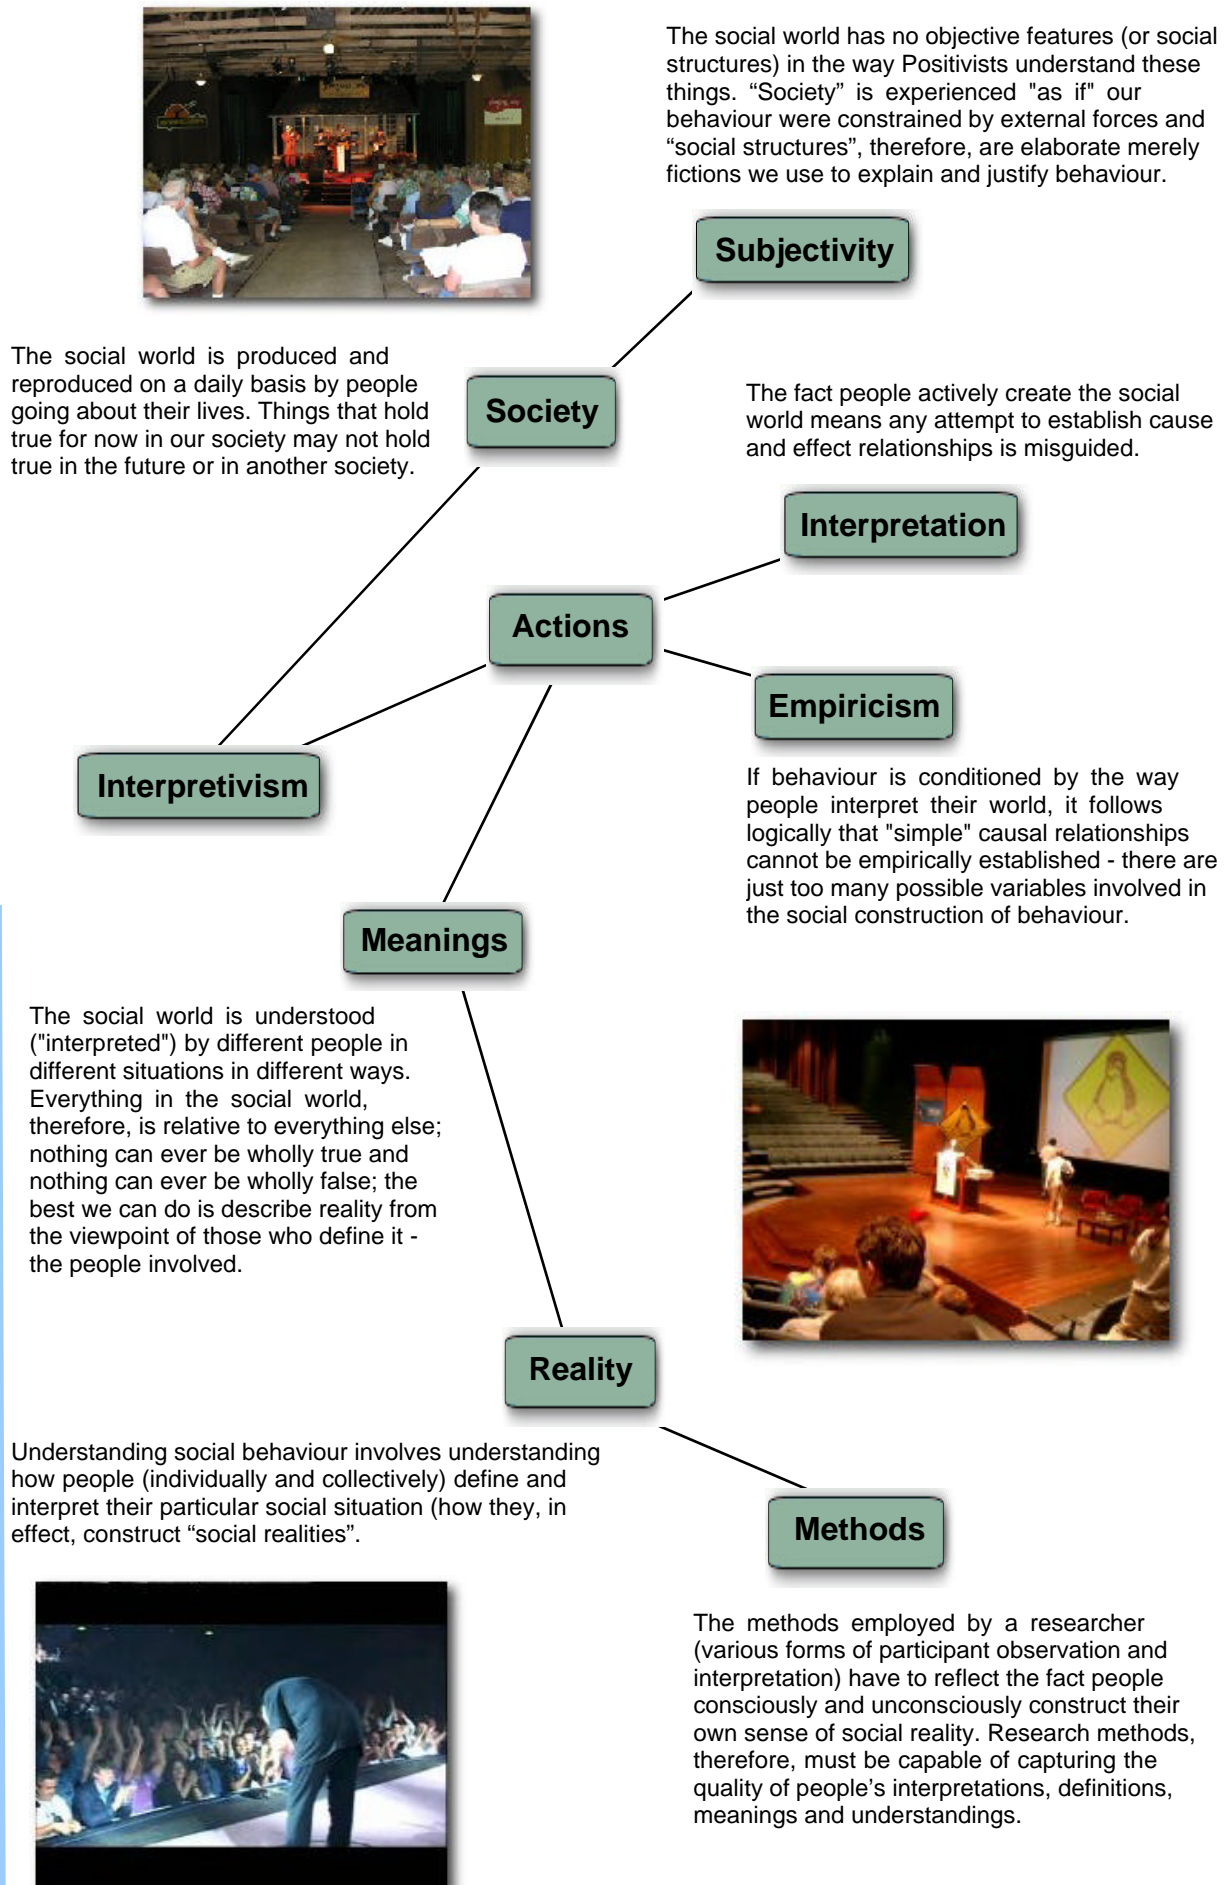 The social world has no objective features (or social
structures) in the way Positivists understand these
things. “Society” is experienced "as if" our
behaviour were constrained by external forces and
“social structures”, therefore, are elaborate merely
fictions we use to explain and justify behaviour.
Subjectivity
The social world is produced and
reproduced on a daily basis by people
going about their lives. Things that hold
true for now in our society may not hold
true in the future or in another society.
Society
The fact people actively create the social
world means any attempt to establish cause
and effect relationships is misguided.
Interpretation
Actions
Empiricism
Interpretivism
If behaviour is conditioned by the way
people interpret their world, it follows
logically that "simple" causal relationships
cannot be empirically established - there are
just too many possible variables involved in
the social construction of behaviour.
Meanings
The social world is understood
("interpreted") by different people in
different situations in different ways.
Everything in the social world,
therefore, is relative to everything else;
nothing can ever be wholly true and
nothing can ever be wholly false; the
best we can do is describe reality from
the viewpoint of those who define it -
the people involved.
Reality
Understanding social behaviour involves understanding
how people (individually and collectively) define and
interpret their particular social situation (how they, in
effect, construct “social realities”.
Methods
The methods employed by a researcher
(various forms of participant observation and
interpretation) have to reflect the fact people
consciously and unconsciously construct their
own sense of social reality. Research methods,
therefore, must be capable of capturing the
quality of people’s interpretations, definitions,
meanings and understandings.